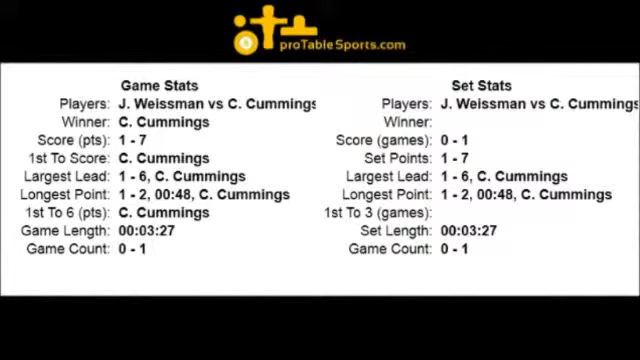 proTableSports.com
Game Stats
Players: J. Weissman vs C. Cummings
Winner: C. Cummings
Score (pts): 1 - 7
1st To Score: C. Cummings
Largest Lead: 1 - 6, C. Cummings
Longest Point: 1 - 2, 00:48, C. Cummings
1st To 6 (pts): C. Cummings
Game Length: 00:03:27
Game Count: 0 - 1
Set Stats
Players: J. Weissman vs C. Cummings
Winner:
Score (games): 0 - 1
Set Points: 1 - 7
Largest Lead: 1 - 6, C. Cummings
Longest Point: 1 - 2, 00:48, C. Cummings
1st To 3 (games):
Set Length: 00:03:27
Game Count: 0 - 1